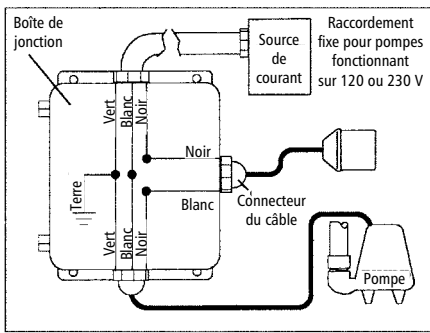 Boîte de
jonction
Source
de
courant
Raccordement
fixe pour pompes
fonctionnant
sur 120 ou 230 V
Vert
Blanc
Noir
Noir
Blanc
Terre
Connecteur
du câble
Vert
Blanc
Noir
Pompe